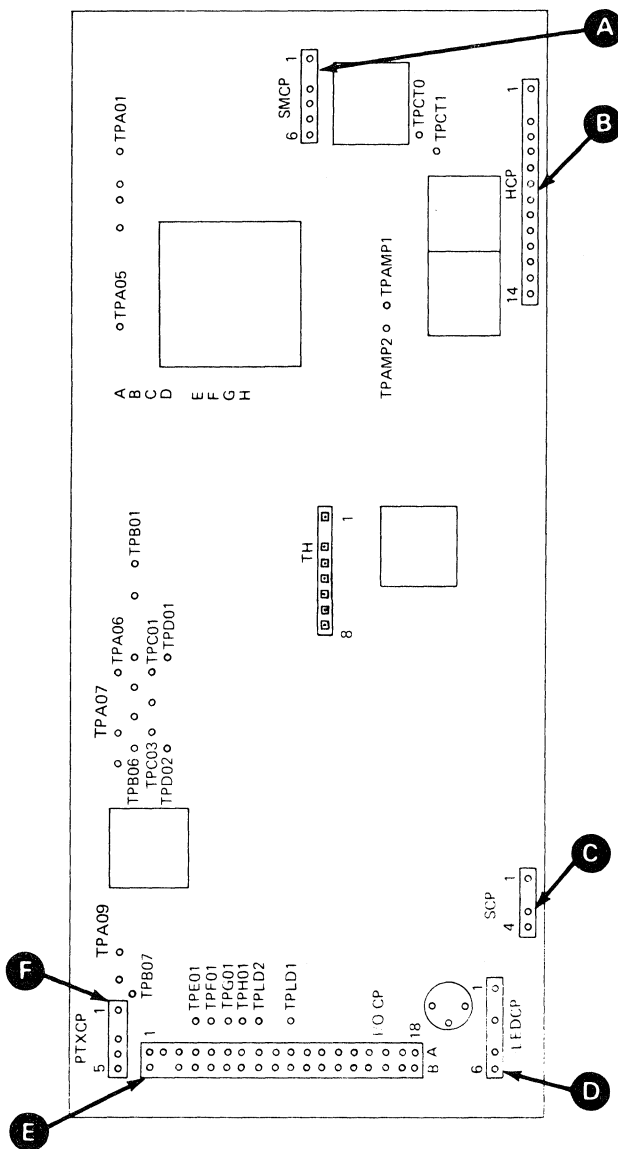 A
SMCP
1
6
TPA01
TPCT0
TPCT1
1
B
HCP
14
TPA05
TPAMP1
TPAMP2
A
B
C
D
E
F
G
H
TPB01
TH
1
8
TPA06
TPC01
TPD01
TPA07
TPB06
TPC03
TPD02
C
SCP
1
4
TPA09
F
PTXCP
1
5
TPB07
TPE01
TPF01
TPG01
TPH01
TPLD2
TPLD1
1
I/O CP
18
A
B
1
LEDCP
6
D
E